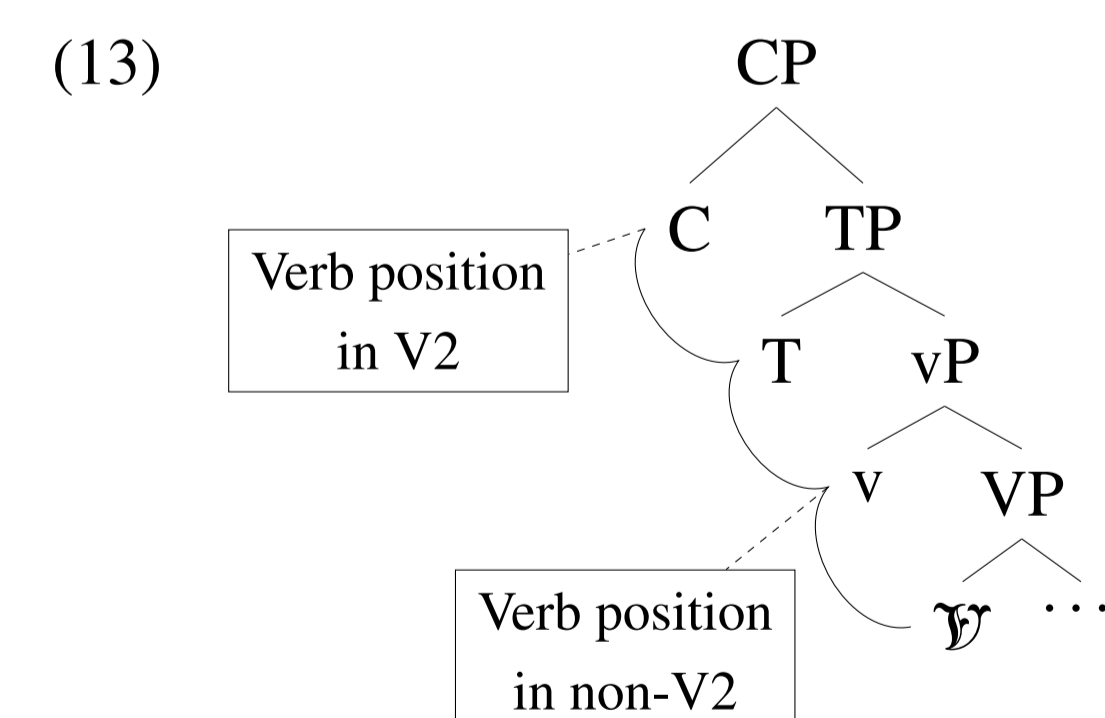 (13)
CP
C TP
Verb position
in V2
T vP
v VP
Verb position
in non-V2
...